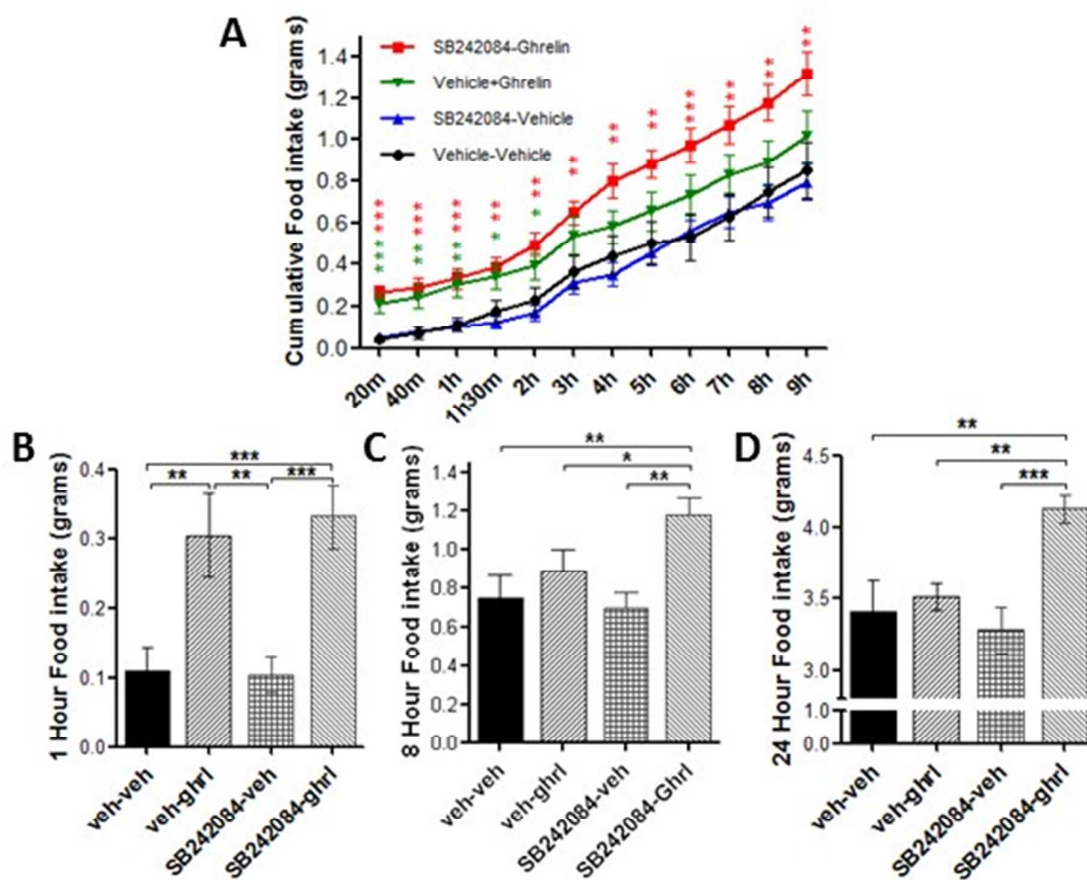 A
Cumulative Food intake (grams)
1.4
1.2
1.0
0.8
0.6
0.4
0.2
0.0
SB242084-Ghrelin
Vehicle+Ghrelin
SB242084-Vehicle
Vehicle-Vehicle
*** *** ** *** ** *** * ** * ** ** ** ** *** ** ** **
20m 40m 1h 1h30m 2h 3h 4h 5h 6h 7h 8h 9h
B
1 Hour Food intake (grams)
0.4
0.3
0.2
0.1
0.0
***
** ** ***
veh-veh veh-ghrl SB242084-veh SB242084-ghrl
C
8 Hour Food intake (grams)
1.4
1.2
1.0
0.8
0.6
0.4
0.2
0.0
**
*
**
veh-veh veh-ghrl SB242084-veh SB242084-Ghrl
D
24 Hour Food intake (grams)
4.5
4.0
3.5
3.0
1.0
0.0
**
**
***
veh-veh veh-ghrl SB242084-veh SB242084-ghrl